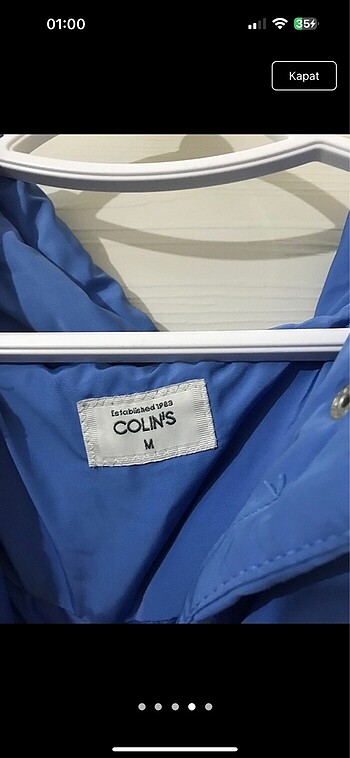 01:00
35
Kapat
Established 1983
COLIN'S
M